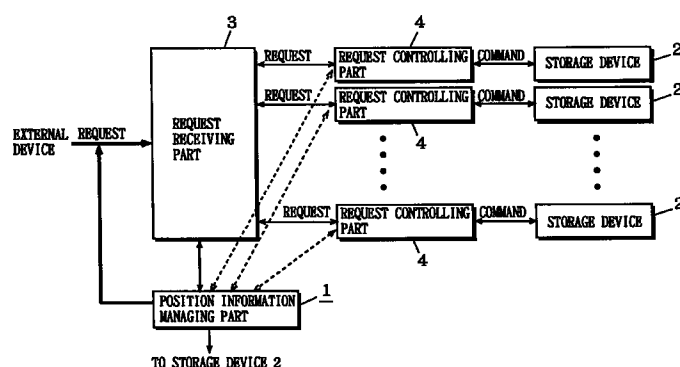 3
4
2
REQUEST
REQUEST CONTROLLING
PART
COMMAND
STORAGE DEVICE
2
REQUEST
REQUEST CONTROLLING
PART
COMMAND
STORAGE DEVICE
4
EXTERNAL
DEVICE
REQUEST
REQUEST
RECEIVING
PART
4
2
REQUEST
REQUEST CONTROLLING
PART
COMMAND
STORAGE DEVICE
4
POSITION INFORMATION
MANAGING PART
1
TO STORAGE DEVICE 2